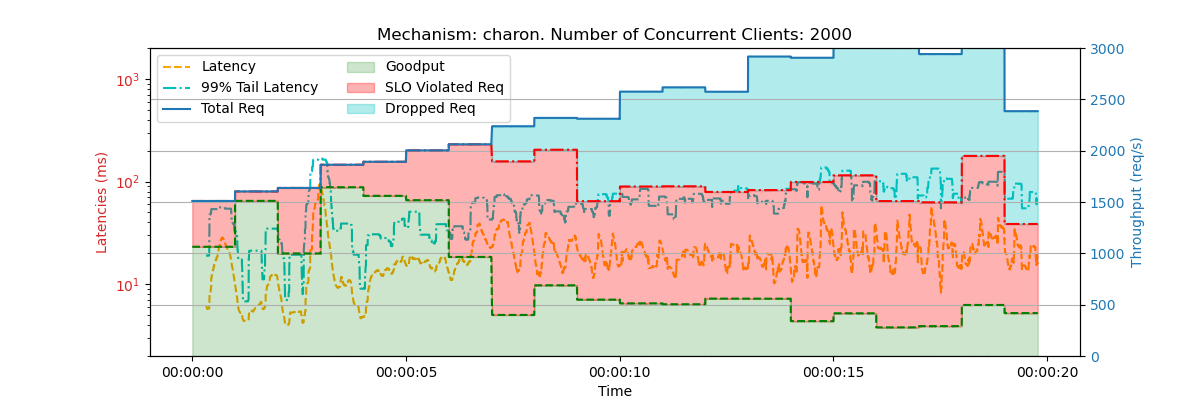 Mechanism: charon. Number of Concurrent Clients: 2000
Latency
99% Tail Latency
Total Req
Goodput
SLO Violated Req
Dropped Req
Latencies (ms)
10³
10²
10¹
Throughput (req/s)
3000
2500
2000
1500
1000
500
0
00:00:00
00:00:05
00:00:10
00:00:15
00:00:20
Time